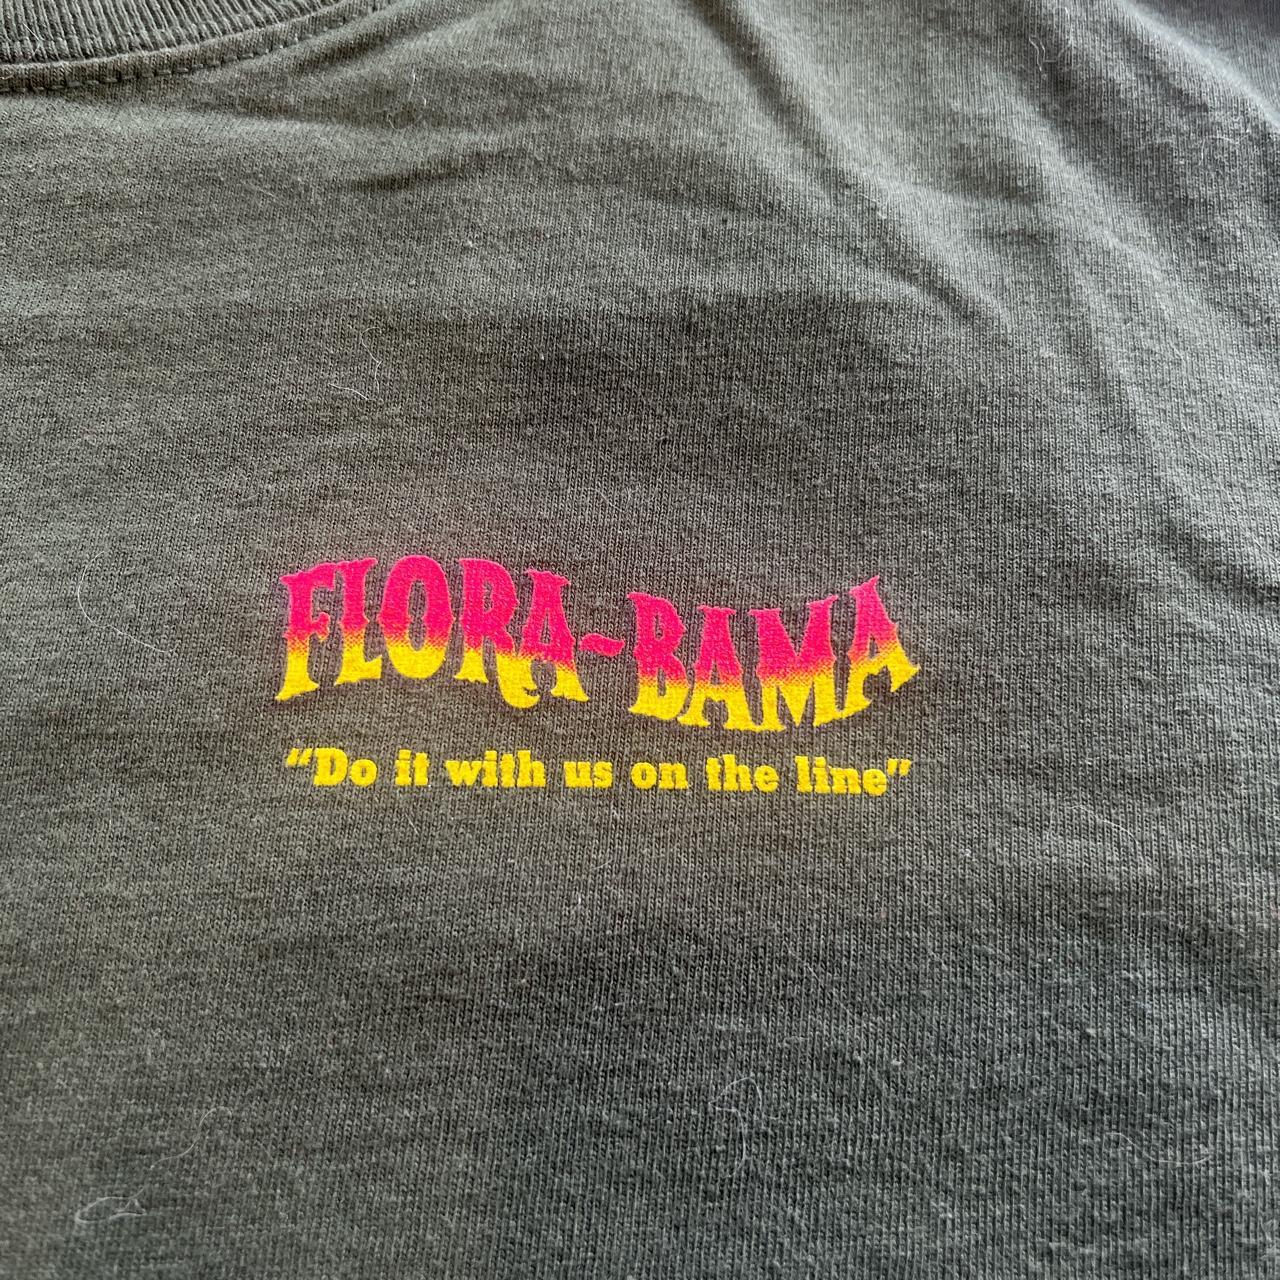 FLORA-BAMA
"Do it with us on the line"